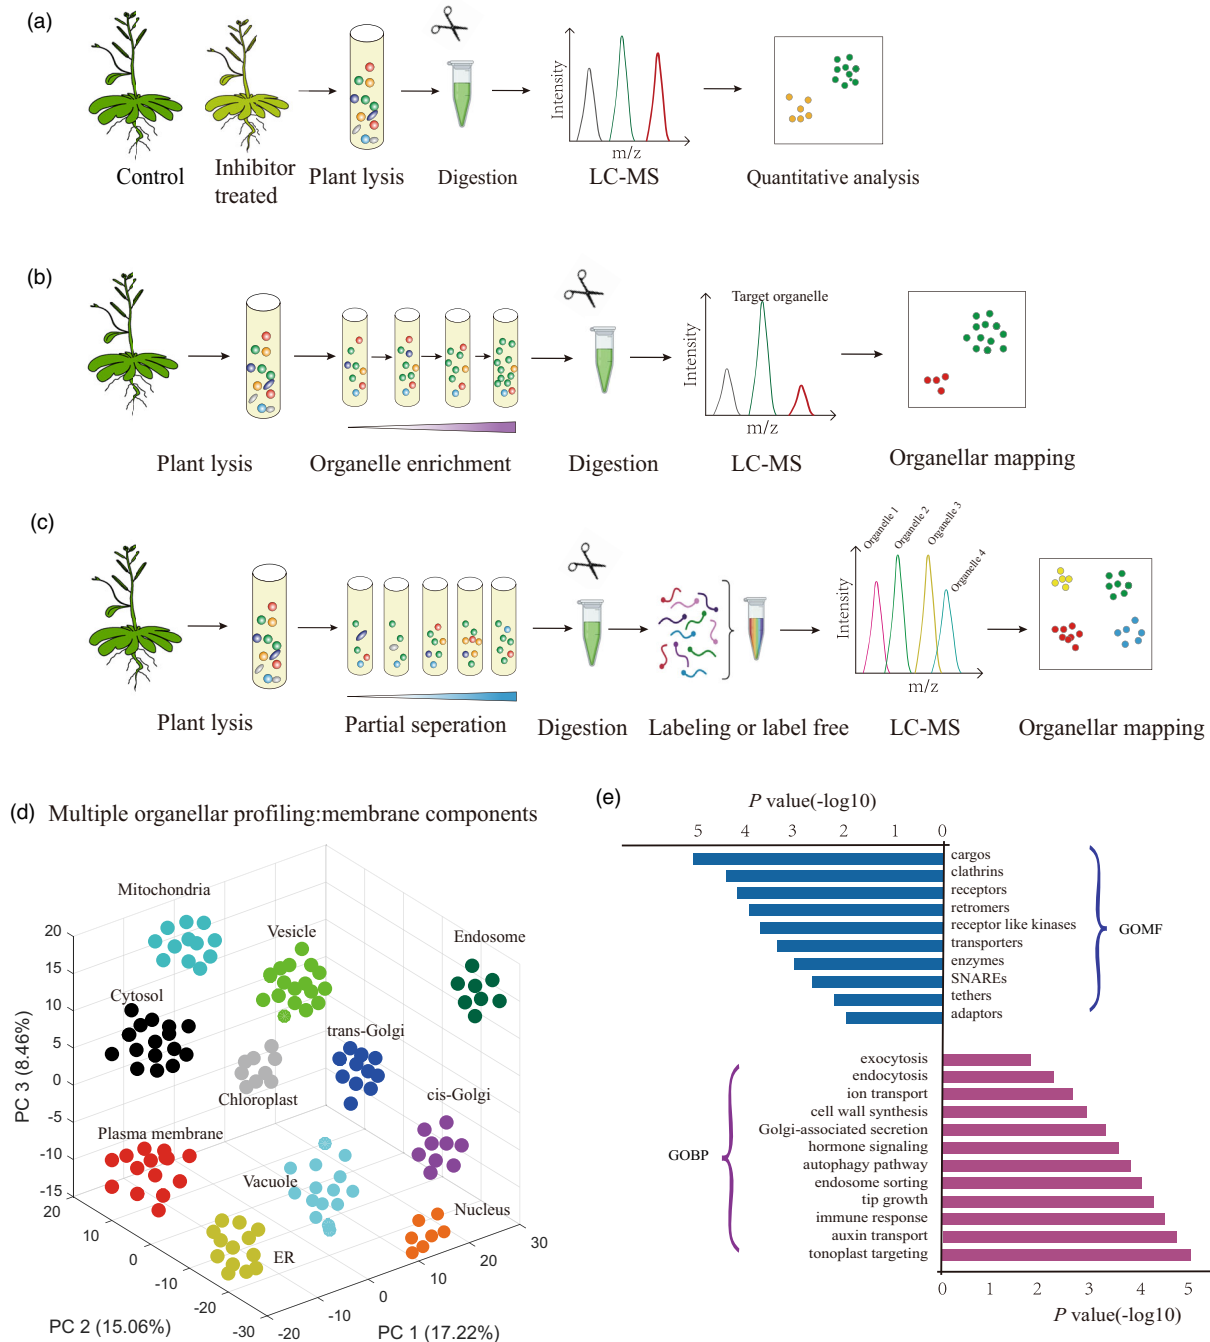 (a)
Intensity
m/z
Control
Inhibitor
treated
Plant lysis
Digestion
LC-MS
Quantitative analysis
(b)
Target organelle
Intensity
m/z
Plant lysis
Organelle enrichment
Digestion
LC-MS
Organellar mapping
(c)
Organelle 1
Organelle 2
Organelle 3
Organelle 4
Intensity
m/z
Plant lysis
Partial seperation
Digestion
Labeling or label free
LC-MS
Organellar mapping
(d) Multiple organellar profiling:membrane components
Mitochondria
Vesicle
Endosome
Cytosol
trans-Golgi
Chloroplast
cis-Golgi
Plasma membrane
Vacuole
Nucleus
ER
PC 3 (8.46%)
20
15
10
5
0
-5
-10
-15
20
10
0
-10
-20
-30
PC 2 (15.06%)
-20
-10
0
10
20
30
PC 1 (17.22%)
(e)
P value(-log10)
5 4 3 2 1 0
cargos
clathrins
receptors
retromers
receptor like kinases
transporters
enzymes
SNAREs
tethers
adaptors
GOMF
exocytosis
endocytosis
ion transport
cell wall synthesis
Golgi-associated secretion
hormone signaling
autophagy pathway
endosome sorting
tip growth
immune response
auxin transport
tonoplast targeting
GOBP
0 1 2 3 4 5
P value(-log10)